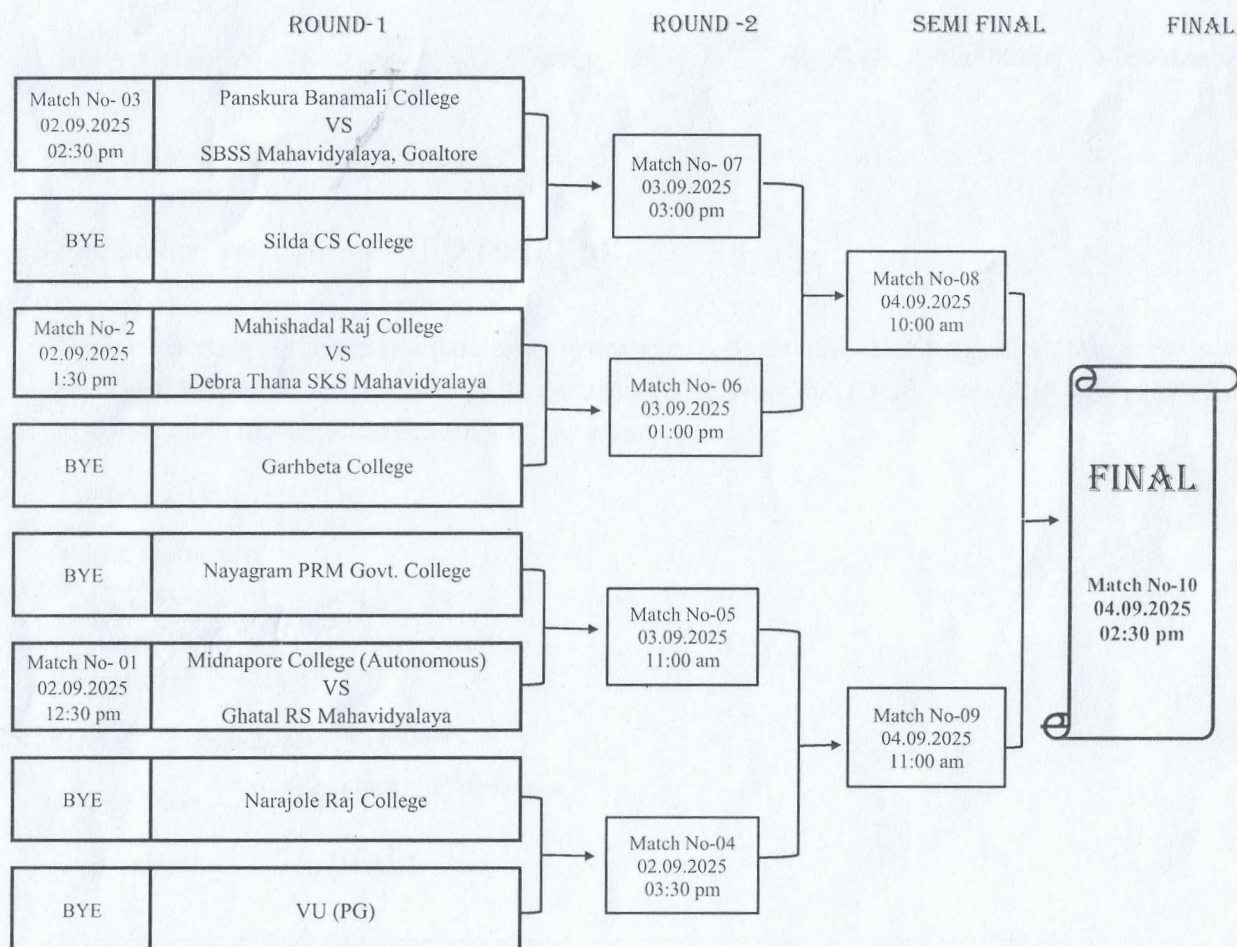 ROUND-1
ROUND -2
SEMI FINAL
FINAL
Match No- 03
02.09.2025
02:30 pm
Panskura Banamali College
VS
SBSS Mahavidyalaya, Goaltore
BYE
Silda CS College
Match No- 2
02.09.2025
1:30 pm
Mahishadal Raj College
VS
Debra Thana SKS Mahavidyalaya
BYE
Garhbeta College
BYE
Nayagram PRM Govt. College
Match No- 01
02.09.2025
12:30 pm
Midnapore College (Autonomous)
VS
Ghatal RS Mahavidyalaya
BYE
Narajole Raj College
BYE
VU (PG)
Match No- 07
03.09.2025
03:00 pm
Match No- 06
03.09.2025
01:00 pm
Match No-05
03.09.2025
11:00 am
Match No-04
02.09.2025
03:30 pm
Match No-08
04.09.2025
10:00 am
Match No-09
04.09.2025
11:00 am
FINAL
Match No-10
04.09.2025
02:30 pm